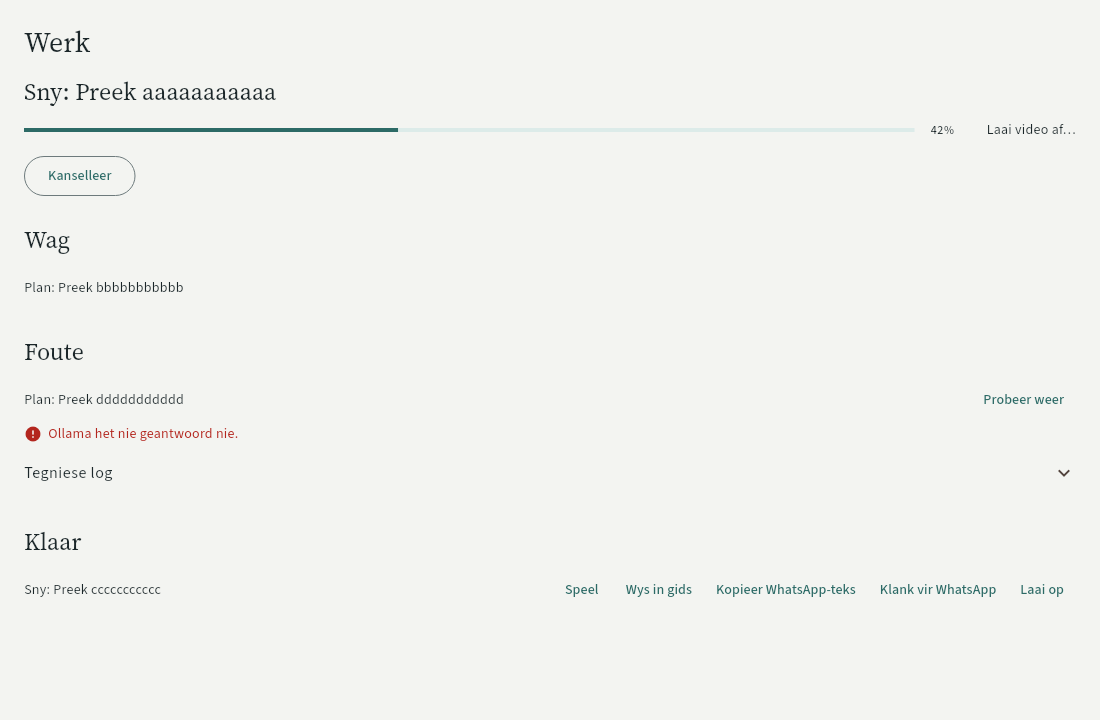 Werk
Sny: Preek aaaaaaaaaaa
42%
Laai video af…
Kanselleer
Wag
Plan: Preek bbbbbbbbbbb
Foute
Plan: Preek ddddddddddd
Probeer weer
Ollama het nie geantwoord nie.
Tegniese log
Klaar
Sny: Preek ccccccccccc
Speel
Wys in gids
Kopieer WhatsApp-teks
Klank vir WhatsApp
Laai op